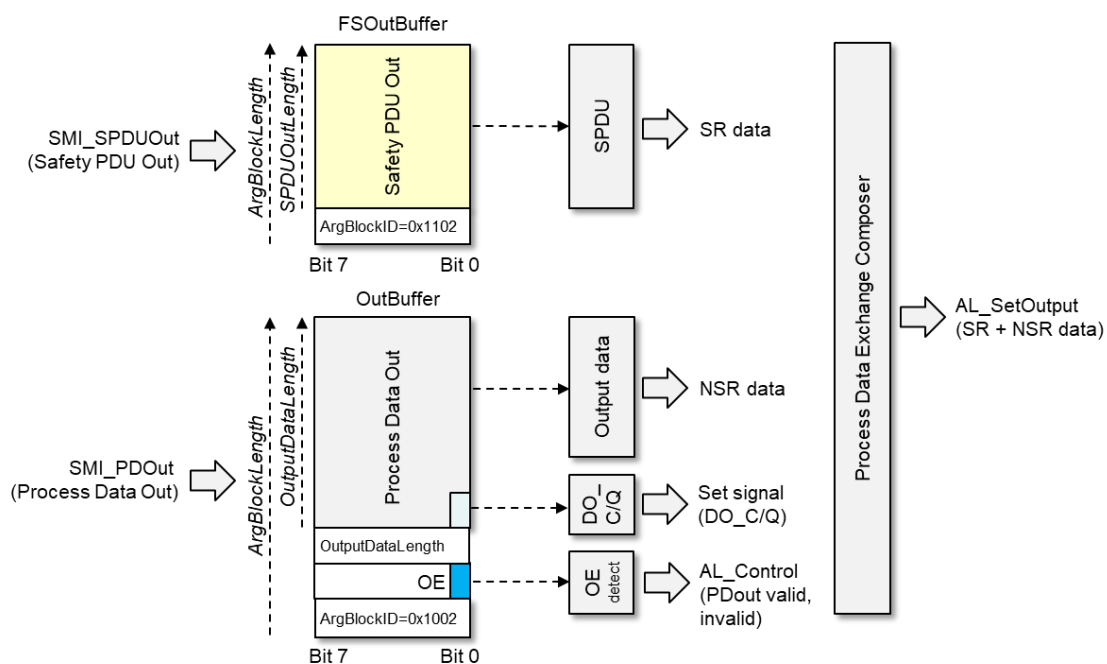 FSOutBuffer
SMI_SPDUOut
(Safety PDU Out)
ArgBlockLength
SPDUOutLength
Safety PDU Out
ArgBlockID=0x1102
Bit 7
Bit 0
SPDU
SR data
OutBuffer
SMI_PDOut
(Process Data Out)
ArgBlockLength
OutputDataLength
Process Data Out
OutputDataLength
OE
ArgBlockID=0x1002
Bit 7
Bit 0
Output data
NSR data
DO_
C/Q
Set signal
(DO_C/Q)
OE
detect
AL_Control
(PDout valid,
invalid)
Process Data Exchange Composer
AL_SetOutput
(SR + NSR data)